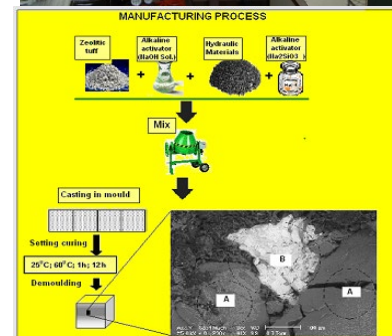 MANUFACTURING PROCESS
Zeolitic
tuff
Alkaline
activator
(NaOH Sol.)
Hydraulic
Materials
Alkaline
activator
(Na2SiO3
+
+
+
Mix
Casting in mould
Setting curing
25°C; 60°C; 1h; 12h
Demoulding
B
A
A